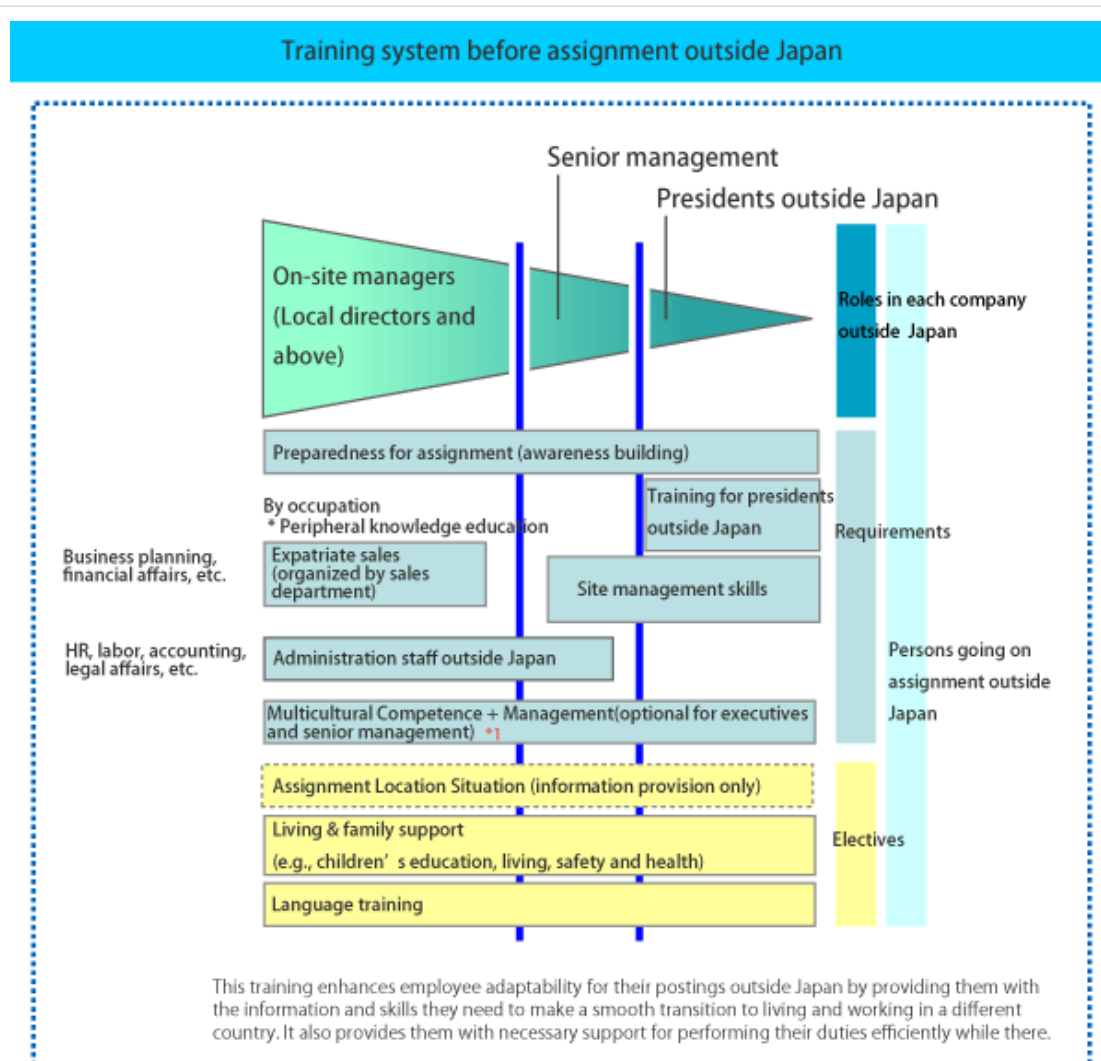 Training system before assignment outside Japan
Senior management
Presidents outside Japan
On-site managers
(Local directors and
above)
Roles in each company
outside Japan
Preparedness for assignment (awareness building)
Training for presidents
outside Japan
Requirements
By occupation
* Peripheral knowledge education
Business planning,
financial affairs, etc.
Expatriate sales
(organized by sales
department)
Site management skills
HR, labor, accounting,
legal affairs, etc.
Administration staff outside Japan
Persons going on
assignment outside
Japan
Multicultural Competence + Management(optional for executives
and senior management) *1
Assignment Location Situation (information provision only)
Living & family support
(e.g., children’s education, living, safety and health)
Electives
Language training
This training enhances employee adaptability for their postings outside Japan by providing them with
the information and skills they need to make a smooth transition to living and working in a different
country. It also provides them with necessary support for performing their duties efficiently while there.